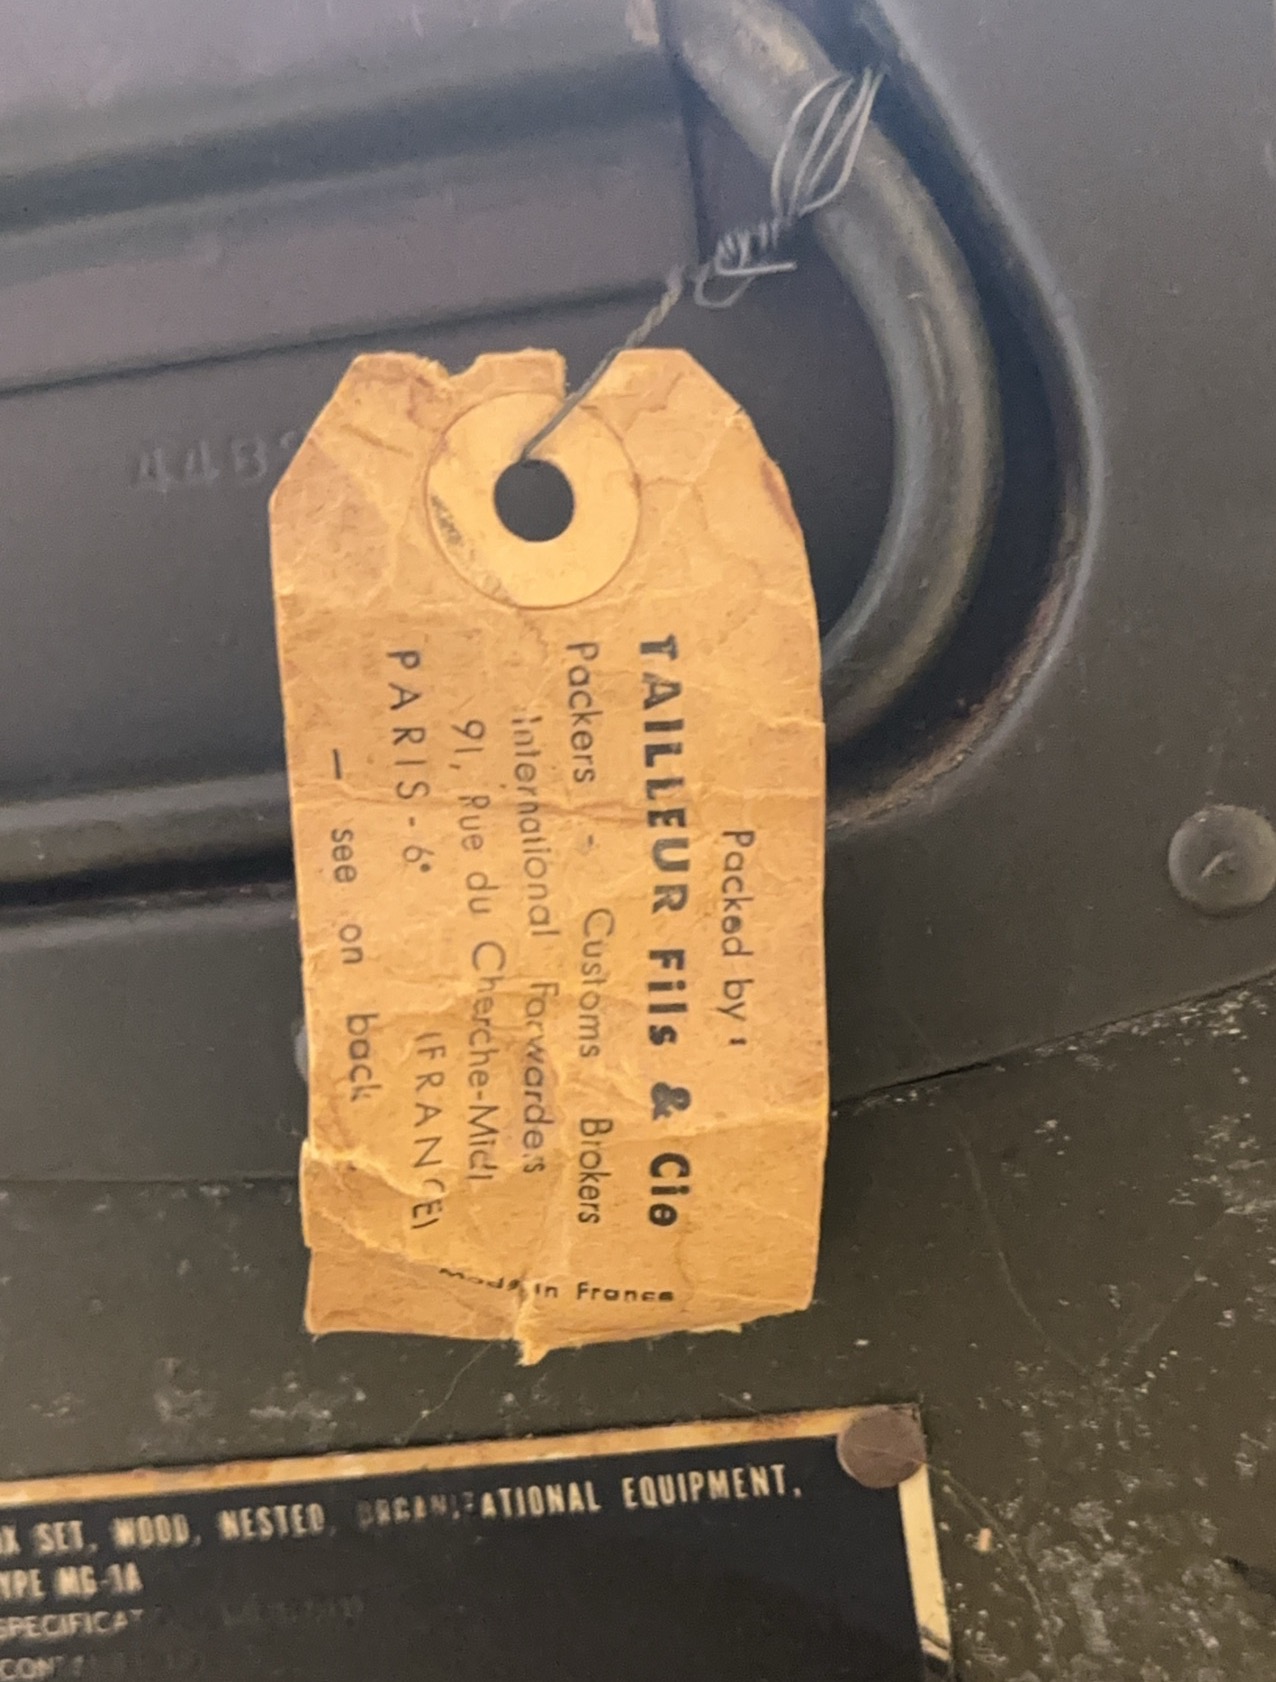 Packed by :
TAILLEUR Fils & Cie
Packers - Customs Brokers
International Forwarders
91, Rue du Cherche-Midi
PARIS-6e (FRANCE)
— see on back
Made in France
SET, WOOD, NESTED, ORGANIZATIONAL EQUIPMENT,
MG-1A